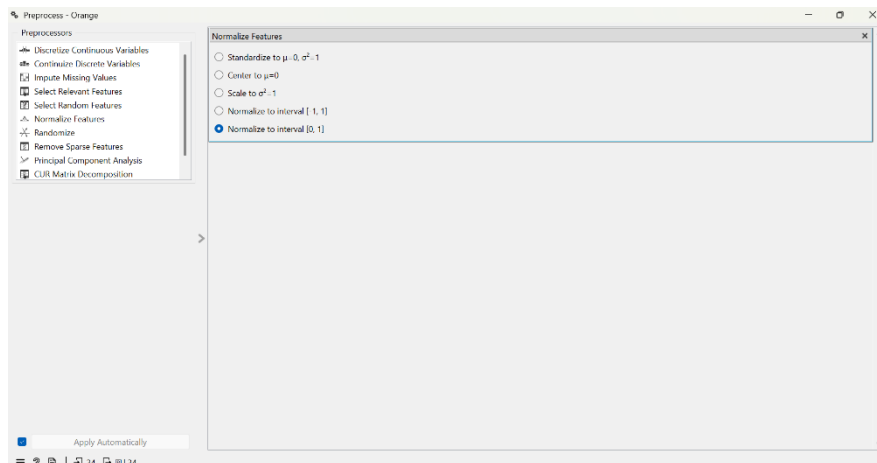 Preprocess - Orange
Preprocessors
Discretize Continuous Variables
Continuize Discrete Variables
Impute Missing Values
Select Relevant Features
Select Random Features
Normalize Features
Randomize
Remove Sparse Features
Principal Component Analysis
CUR Matrix Decomposition
Normalize Features
Standardize to μ=0, σ²=1
Center to μ=0
Scale to σ²=1
Normalize to interval [-1, 1]
Normalize to interval [0, 1]
Apply Automatically
24
24